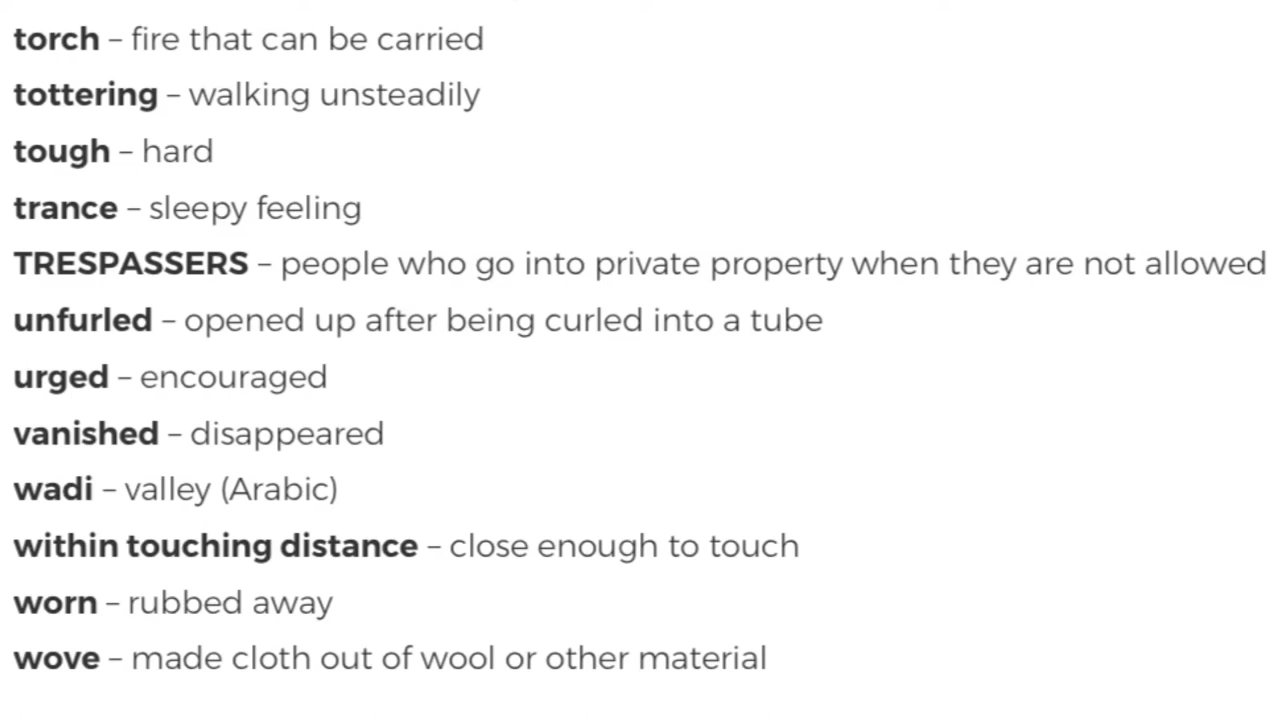 torch – fire that can be carried
tottering – walking unsteadily
tough – hard
trance – sleepy feeling
TRESPASSERS – people who go into private property when they are not allowed
unfurled – opened up after being curled into a tube
urged – encouraged
vanished – disappeared
wadi – valley (Arabic)
within touching distance – close enough to touch
worn – rubbed away
wove – made cloth out of wool or other material